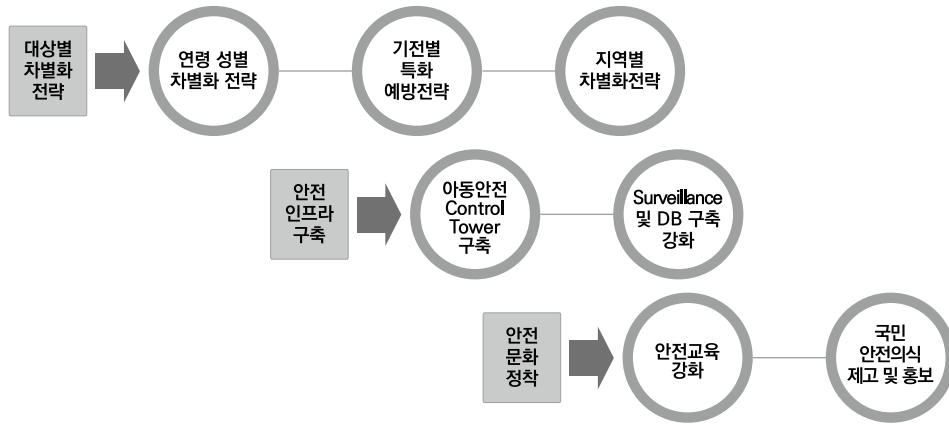 대상별
차별화
전략
연령 성별
차별화 전략
기전별
특화
예방전략
지역별
차별화전략
안전
인프라
구축
아동안전
Control
Tower
구축
Surveillance
및 DB 구축
강화
안전
문화
정착
안전교육
강화
국민
안전의식
제고 및 홍보